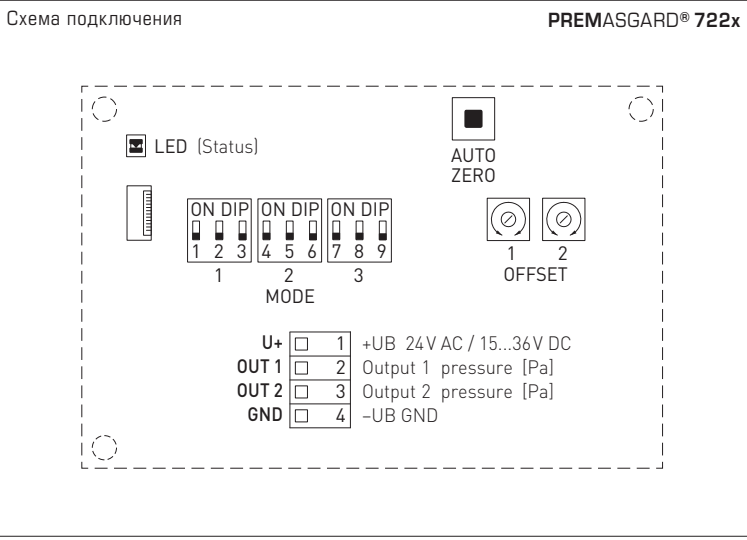 Схема подключения
PREMASGARD® 722x
LED (Status)
AUTO
ZERO
ON DIP ON DIP ON DIP
1 2 3 4 5 6 7 8 9
1 2 3
MODE
1 2
OFFSET
U+ 1 +UB 24V AC / 15...36V DC
OUT 1 2 Output 1 pressure [Pa]
OUT 2 3 Output 2 pressure [Pa]
GND 4 –UB GND